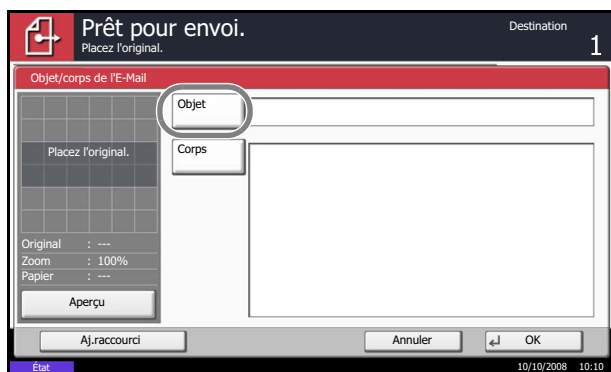 Prêt pour envoi.
Placez l'original.
Destination
1
Objet/corps de l'E-Mail
Objet
Placez l'original.
Corps
Original : ---
Zoom : 100%
Papier : ---
Aperçu
Aj.raccourci
Annuler
OK
État
10/10/2008 10:10